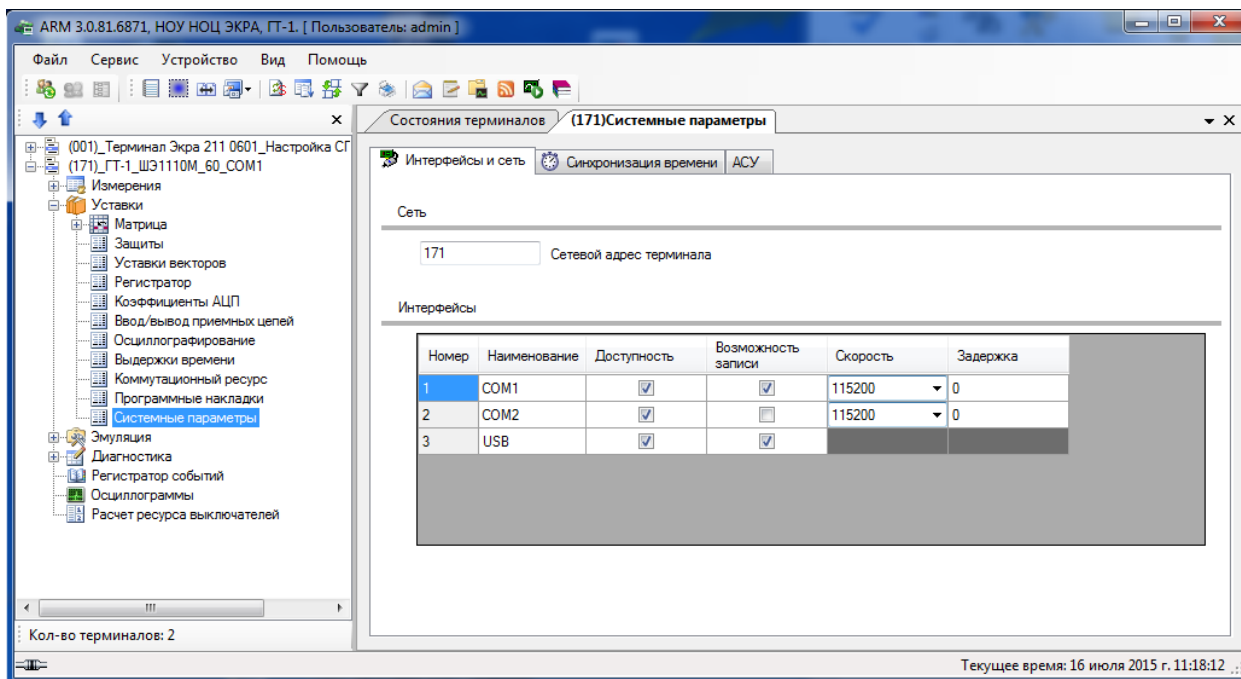 ARM 3.0.81.6871, НОУ НОЦ ЭКРА, ГТ-1. [ Пользователь: admin ]
Файл Сервис Устройство Вид Помощь
Состояния терминалов (171)Системные параметры
(001)_Терминал Экра 211 0601_Настройка СГ
(171)_ГТ-1_ШЭ1110М_60_COM1
Измерения
Уставки
Матрица
Защиты
Уставки векторов
Регистратор
Коэффициенты АЦП
Ввод/вывод приемных цепей
Осциллографирование
Выдержки времени
Коммутационный ресурс
Программные накладки
Системные параметры
Эмуляция
Диагностика
Регистратор событий
Осциллограммы
Расчет ресурса выключателей
Кол-во терминалов: 2
Интерфейсы и сеть Синхронизация времени АСУ
Сеть
171 Сетевой адрес терминала
Интерфейсы
Номер Наименование Доступность Возможность записи Скорость Задержка
1 COM1 115200 0
2 COM2 115200 0
3 USB
Текущее время: 16 июля 2015 г. 11:18:12